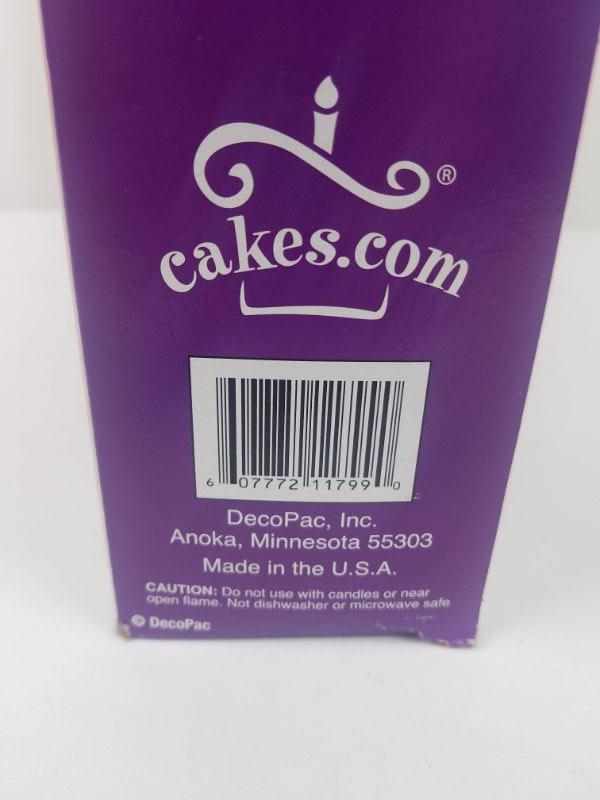 ®
cakes.com
6 07772 11799 0
DecoPac, Inc.
Anoka, Minnesota 55303
Made in the U.S.A.
CAUTION: Do not use with candles or near
open flame. Not dishwasher or microwave safe
© DecoPac